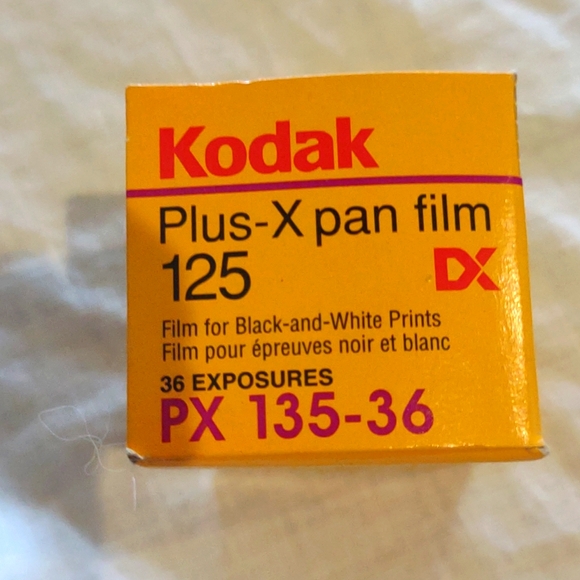 Kodak
Plus-X pan film
125
DX
Film for Black-and-White Prints
Film pour épreuves noir et blanc
36 EXPOSURES
PX 135-36